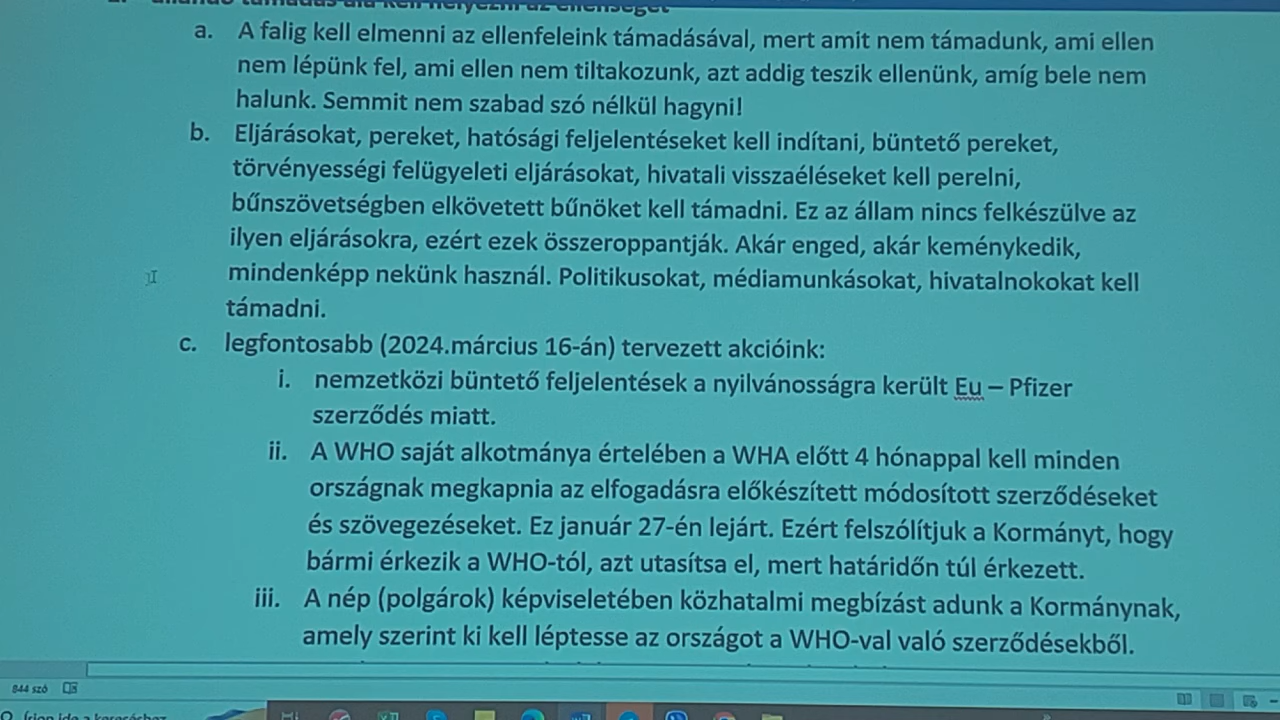 a. A falig kell elmenni az ellenfeleink támadásával, mert amit nem támadunk, ami ellen
nem lépünk fel, ami ellen nem tiltakozunk, azt addig teszik ellenünk, amíg bele nem
halunk. Semmit nem szabad szó nélkül hagyni!
b. Eljárásokat, pereket, hatósági feljelentéseket kell indítani, büntető pereket,
törvényességi felügyeleti eljárásokat, hivatali visszaéléseket kell perelni,
bűnszövetségben elkövetett bűnöket kell támadni. Ez az állam nincs felkészülve az
ilyen eljárásokra, ezért ezek összeroppantják. Akár enged, akár keménykedik,
mindenképp nekünk használ. Politikusokat, médiamunkásokat, hivatalnokokat kell
támadni.
c. legfontosabb (2024.március 16-án) tervezett akcióink:
i. nemzetközi büntető feljelentések a nyilvánosságra került Eu – Pfizer
szerződés miatt.
ii. A WHO saját alkotmánya értelében a WHA előtt 4 hónappal kell minden
országnak megkapnia az elfogadásra előkészített módosított szerződéseket
és szövegezéseket. Ez január 27-én lejárt. Ezért felszólítjuk a Kormányt, hogy
bármi érkezik a WHO-tól, azt utasítsa el, mert határidőn túl érkezett.
iii. A nép (polgárok) képviseletében közhatalmi megbízást adunk a Kormánynak,
amely szerint ki kell léptesse az országot a WHO-val való szerződésekből.
844 szó